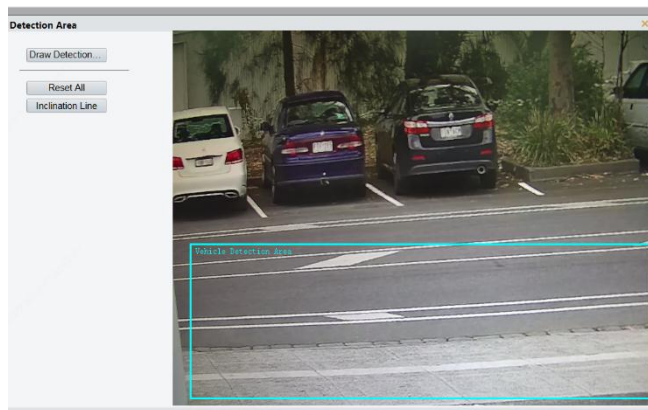 Detection Area
Draw Detection...
Reset All
Inclination Line
Vehicle Detection Area